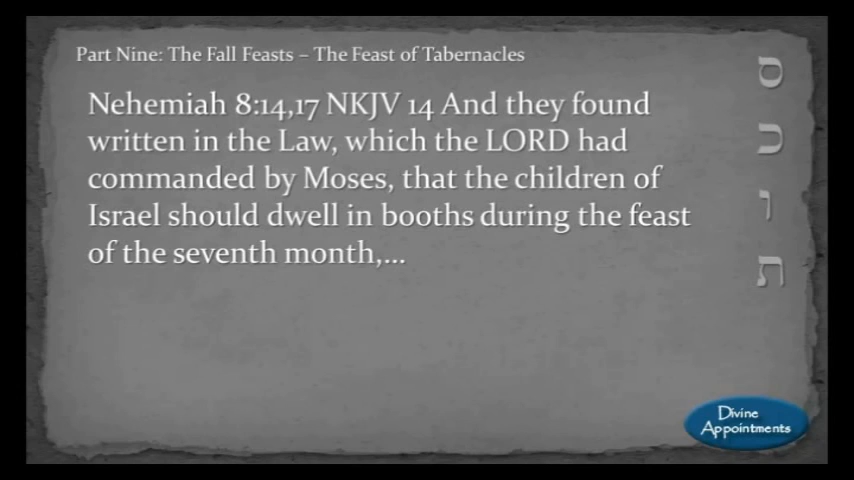 Part Nine: The Fall Feasts – The Feast of Tabernacles
Nehemiah 8:14,17 NKJV 14 And they found
written in the Law, which the LORD had
commanded by Moses, that the children of
Israel should dwell in booths during the feast
of the seventh month,...
ס
ט
י
ת
Divine
Appointments